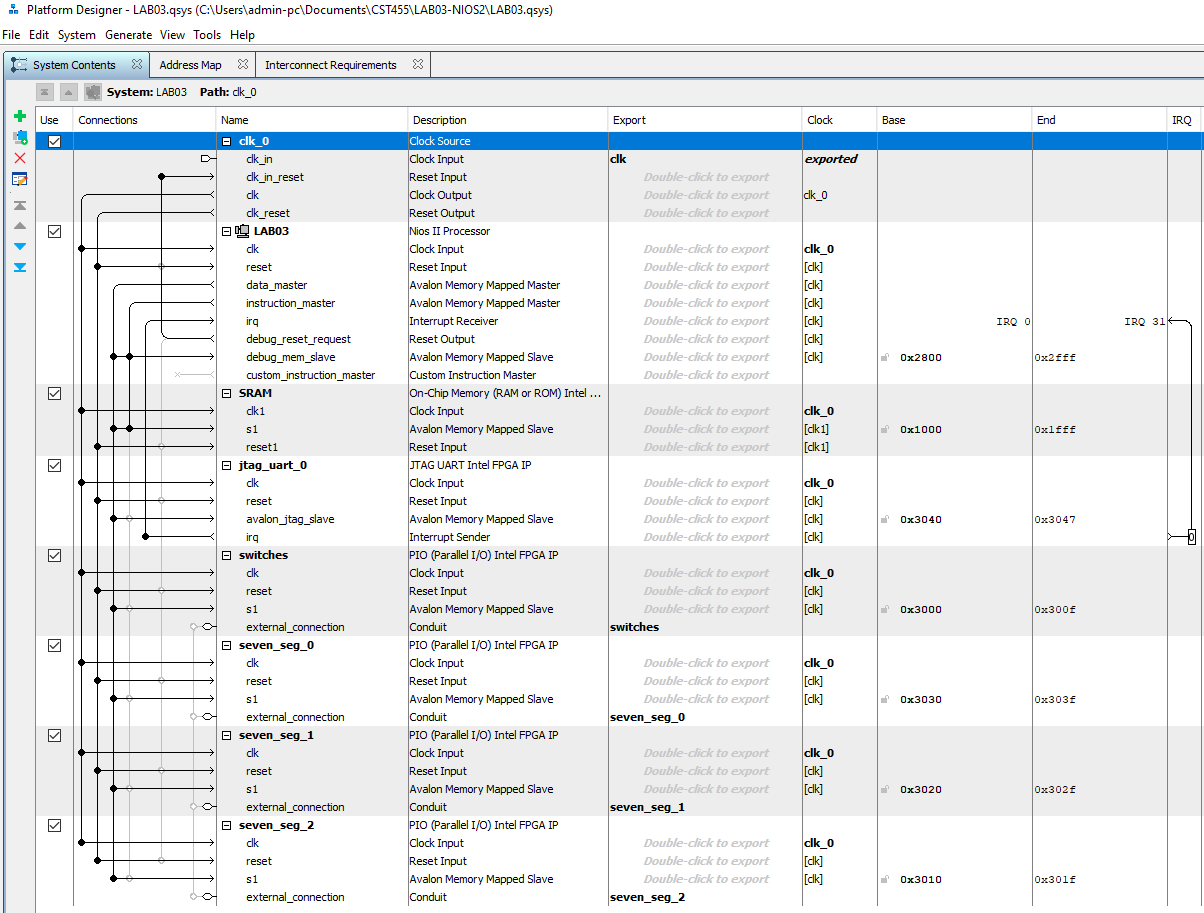 Platform Designer - LAB03.qsys (C:\Users\admin-pc\Documents\CST455\LAB03-NIOS2\LAB03.qsys)
File Edit System Generate View Tools Help
System Contents Address Map Interconnect Requirements
System: LAB03 Path: clk_0
Use Connections Name Description Export Clock Base End IRQ
clk_0 Clock Source
clk_in Clock Input clk exported
clk_in_reset Reset Input Double-click to export
clk Clock Output Double-click to export clk_0
clk_reset Reset Output Double-click to export
LAB03 Nios II Processor
clk Clock Input Double-click to export clk_0
reset Reset Input Double-click to export [clk]
data_master Avalon Memory Mapped Master Double-click to export [clk]
instruction_master Avalon Memory Mapped Master Double-click to export [clk]
irq Interrupt Receiver Double-click to export [clk] IRQ 0 IRQ 31
debug_reset_request Reset Output Double-click to export [clk]
debug_mem_slave Avalon Memory Mapped Slave Double-click to export [clk] 0x2800 0x2fff
custom_instruction_master Custom Instruction Master Double-click to export
SRAM On-Chip Memory (RAM or ROM) Intel ...
clk1 Clock Input Double-click to export clk_0
s1 Avalon Memory Mapped Slave Double-click to export [clk1] 0x1000 0x1fff
reset1 Reset Input Double-click to export [clk1]
jtag_uart_0 JTAG UART Intel FPGA IP
clk Clock Input Double-click to export clk_0
reset Reset Input Double-click to export [clk]
avalon_jtag_slave Avalon Memory Mapped Slave Double-click to export [clk] 0x3040 0x3047
irq Interrupt Sender Double-click to export [clk] 0
switches PIO (Parallel I/O) Intel FPGA IP
clk Clock Input Double-click to export clk_0
reset Reset Input Double-click to export [clk]
s1 Avalon Memory Mapped Slave Double-click to export [clk] 0x3000 0x300f
external_connection Conduit switches
seven_seg_0 PIO (Parallel I/O) Intel FPGA IP
clk Clock Input Double-click to export clk_0
reset Reset Input Double-click to export [clk]
s1 Avalon Memory Mapped Slave Double-click to export [clk] 0x3030 0x303f
external_connection Conduit seven_seg_0
seven_seg_1 PIO (Parallel I/O) Intel FPGA IP
clk Clock Input Double-click to export clk_0
reset Reset Input Double-click to export [clk]
s1 Avalon Memory Mapped Slave Double-click to export [clk] 0x3020 0x302f
external_connection Conduit seven_seg_1
seven_seg_2 PIO (Parallel I/O) Intel FPGA IP
clk Clock Input Double-click to export clk_0
reset Reset Input Double-click to export [clk]
s1 Avalon Memory Mapped Slave Double-click to export [clk] 0x3010 0x301f
external_connection Conduit seven_seg_2